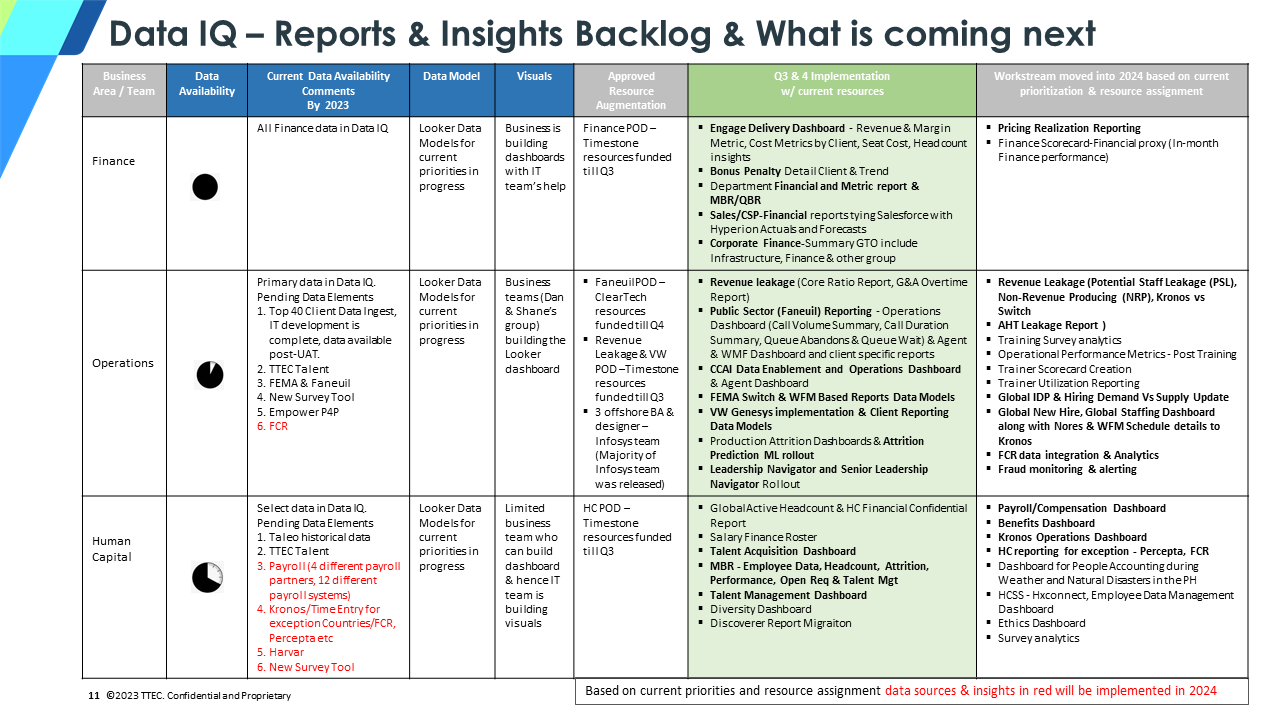 Data IQ – Reports & Insights Backlog & What is coming next
Business
Area / Team
Data
Availability
Current Data Availability
Comments
By 2023
Data Model
Visuals
Approved
Resource
Augmentation
Q3 & 4 Implementation
w/ current resources
Workstream moved into 2024 based on current
prioritization & resource assignment
Finance
All Finance data in Data IQ
Looker Data
Models for
current
priorities in
progress
Business is
building
dashboards
with IT
team's help
Finance POD –
Timestone
resources funded
till Q3
▪ Engage Delivery Dashboard - Revenue & Margin
Metric, Cost Metrics by Client, Seat Cost, Head count
insights
▪ Bonus Penalty Detail Client & Trend
▪ Department Financial and Metric report &
MBR/QBR
▪ Sales/CSP-Financial reports tying Salesforce with
Hyperion Actuals and Forecasts
▪ Corporate Finance-Summary GTO include
Infrastructure, Finance & other group
▪ Pricing Realization Reporting
▪ Finance Scorecard-Financial proxy (In-month
Finance performance)
Operations
Primary data in Data IQ.
Pending Data Elements
1. Top 40 Client Data Ingest,
IT development is
complete, data available
post-UAT.
2. TTEC Talent
3. FEMA & Faneuil
4. New Survey Tool
5. Empower P4P
6. FCR
Looker Data
Models for
current
priorities in
progress
Business
teams (Dan
& Shane's
group)
building the
Looker
dashboard
▪ Faneuil POD –
ClearTech
resources
funded till Q4
▪ Revenue
Leakage & VW
POD –Timestone
resources
funded till Q3
▪ 3 offshore BA &
designer –
Infosys team
(Majority of
Infosys team
was released)
▪ Revenue leakage (Core Ratio Report, G&A Overtime
Report)
▪ Public Sector (Faneuil) Reporting - Operations
Dashboard (Call Volume Summary, Call Duration
Summary, Queue Abandons & Queue Wait) & Agent
& WMF Dashboard and client specific reports
▪ CCAI Data Enablement and Operations Dashboard
& Agent Dashboard
▪ FEMA Switch & WFM Based Reports Data Models
▪ VW Genesys implementation & Client Reporting
Data Models
▪ Production Attrition Dashboards & Attrition
Prediction ML rollout
▪ Leadership Navigator and Senior Leadership
Navigator Rollout
▪ Revenue Leakage (Potential Staff Leakage (PSL),
Non-Revenue Producing (NRP), Kronos vs
Switch
▪ AHT Leakage Report )
▪ Training Survey analytics
▪ Operational Performance Metrics - Post Training
▪ Trainer Scorecard Creation
▪ Trainer Utilization Reporting
▪ Global IDP & Hiring Demand Vs Supply Update
▪ Global New Hire, Global Staffing Dashboard
along with Nores & WFM Schedule details to
Kronos
▪ FCR data integration & Analytics
▪ Fraud monitoring & alerting
Human
Capital
Select data in Data IQ.
Pending Data Elements
1. Taleo historical data
2. TTEC Talent
3. Payroll (4 different payroll
partners, 12 different
payroll systems)
4. Kronos/Time Entry for
exception Countries/FCR,
Percepta etc
5. Harvar
6. New Survey Tool
Looker Data
Models for
current
priorities in
progress
Limited
business
team who
can build
dashboard
& hence IT
team is
building
visuals
HC POD –
Timestone
resources funded
till Q3
▪ Global Active Headcount & HC Financial Confidential
Report
▪ Salary Finance Roster
▪ Talent Acquisition Dashboard
▪ MBR - Employee Data, Headcount, Attrition,
Performance, Open Req & Talent Mgt
▪ Talent Management Dashboard
▪ Diversity Dashboard
▪ Discoverer Report Migraiton
▪ Payroll/Compensation Dashboard
▪ Benefits Dashboard
▪ Kronos Operations Dashboard
▪ HC reporting for exception - Percepta, FCR
▪ Dashboard for People Accounting during
Weather and Natural Disasters in the PH
▪ HCSS - Hxconnect, Employee Data Management
Dashboard
▪ Ethics Dashboard
▪ Survey analytics
11 ©2023 TTEC. Confidential and Proprietary
Based on current priorities and resource assignment data sources & insights in red will be implemented in 2024